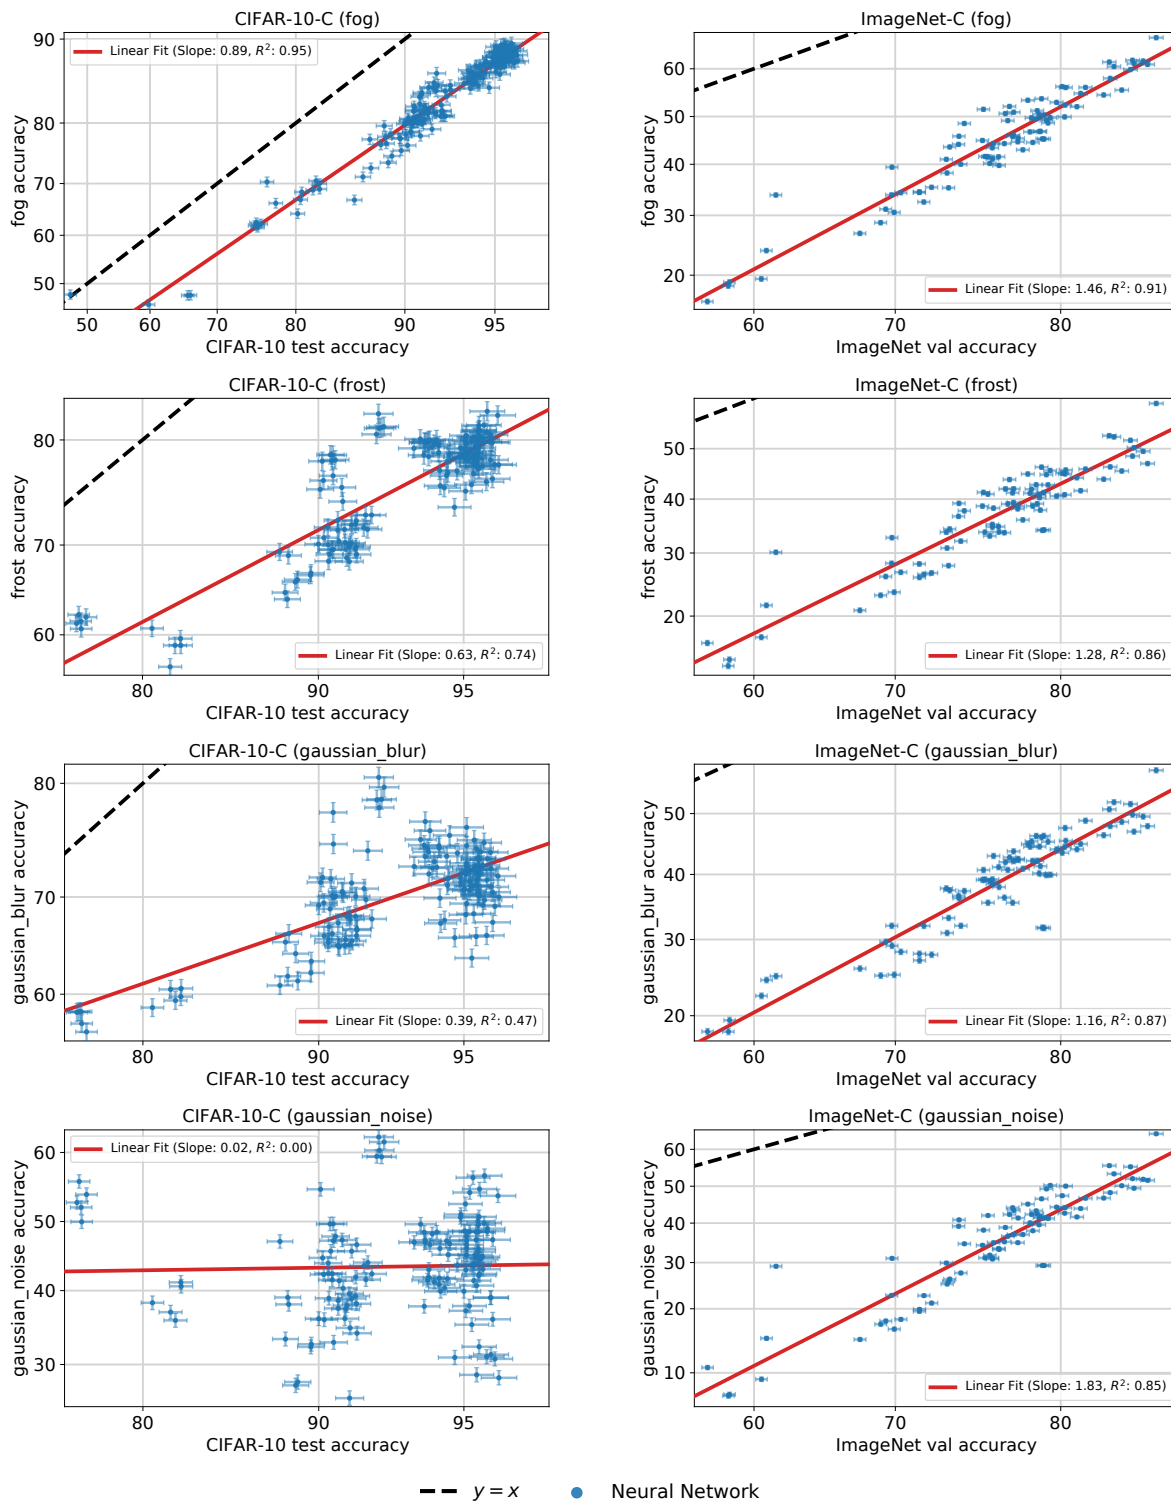 CIFAR-10-C (fog)
90
80
70
60
50
fog accuracy
Linear Fit (Slope: 0.89, R²: 0.95)
50 60 70 80 90 95
CIFAR-10 test accuracy
ImageNet-C (fog)
60
50
40
30
20
fog accuracy
Linear Fit (Slope: 1.46, R²: 0.91)
60 70 80
ImageNet val accuracy
CIFAR-10-C (frost)
80
70
60
frost accuracy
Linear Fit (Slope: 0.63, R²: 0.74)
80 90 95
CIFAR-10 test accuracy
ImageNet-C (frost)
50
40
30
20
frost accuracy
Linear Fit (Slope: 1.28, R²: 0.86)
60 70 80
ImageNet val accuracy
CIFAR-10-C (gaussian_blur)
80
70
60
gaussian_blur accuracy
Linear Fit (Slope: 0.39, R²: 0.47)
80 90 95
CIFAR-10 test accuracy
ImageNet-C (gaussian_blur)
50
40
30
20
gaussian_blur accuracy
Linear Fit (Slope: 1.16, R²: 0.87)
60 70 80
ImageNet val accuracy
CIFAR-10-C (gaussian_noise)
60
50
40
30
gaussian_noise accuracy
Linear Fit (Slope: 0.02, R²: 0.00)
80 90 95
CIFAR-10 test accuracy
ImageNet-C (gaussian_noise)
60
50
40
30
20
10
gaussian_noise accuracy
Linear Fit (Slope: 1.83, R²: 0.85)
60 70 80
ImageNet val accuracy
y = x Neural Network